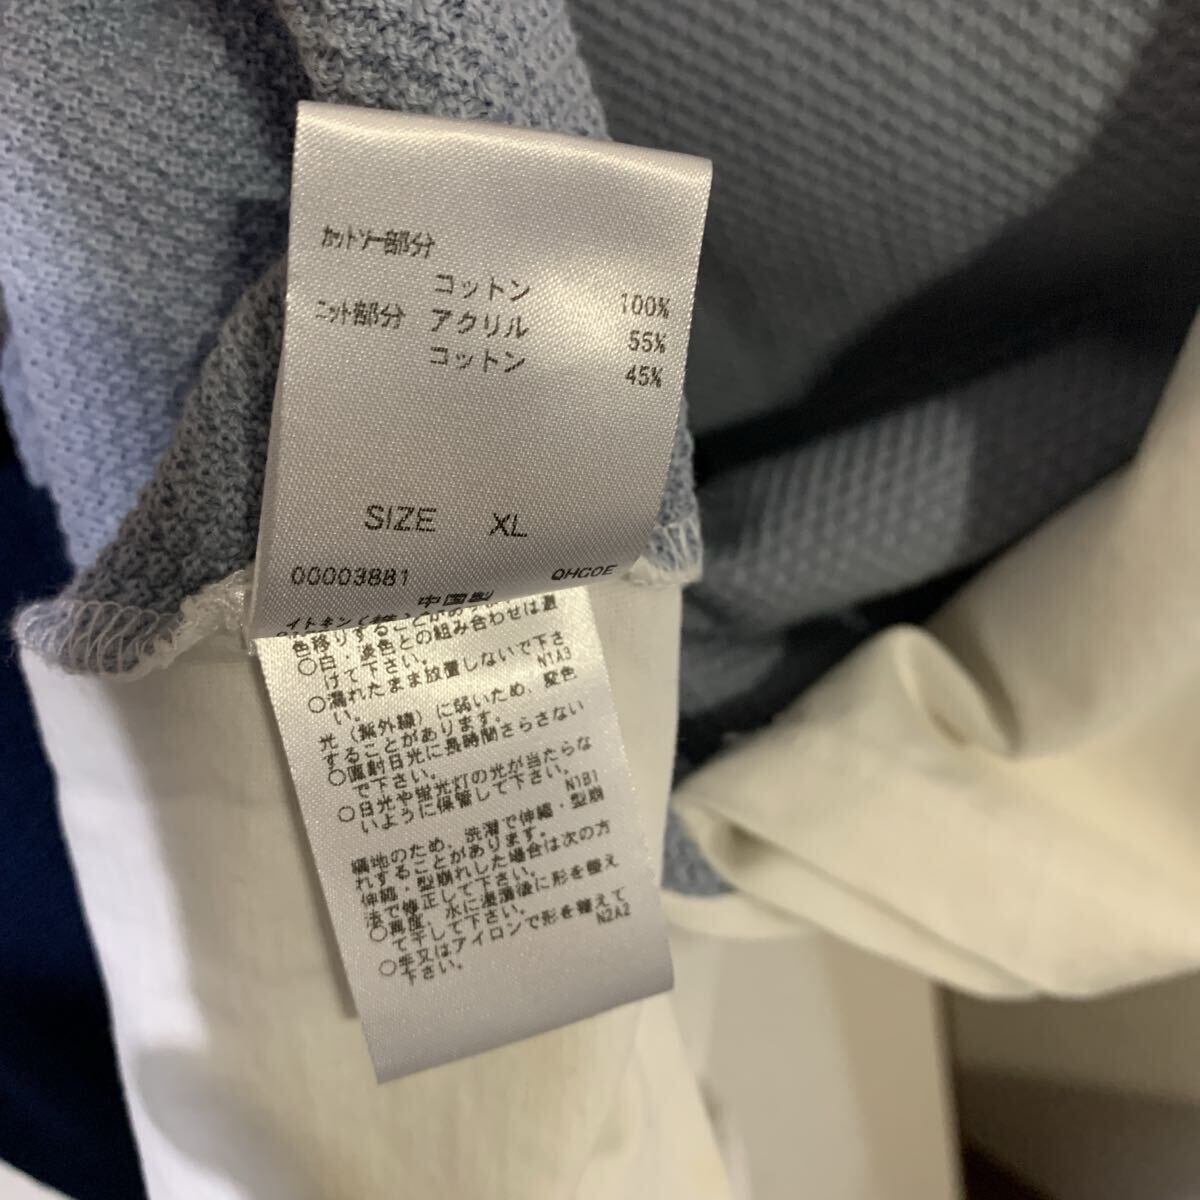 カットソー部分
コットン 100%
ニット部分 アクリル 55%
コットン 45%
SIZE XL
00003881 QHC0E
中国製
イトキン
色移りすることがあ
○白・淡色との組み合わせは避
けて下さい。
○濡れたまま放置しないで下さ
い。 N1A3
光（紫外線）に弱いため、変色
することがあります。
○直射日光に長時間さらさない
で下さい。
○日光や蛍光灯の光が当たらな
いように保管して下さい。
N1B1
編地のため、洗濯で伸縮・型崩
れすることがあります。
伸縮・型崩れした場合は次の方
法で修正して下さい。
○再度、水に浸漬後に形を整え
て干して下さい。
○手又はアイロンで形を整えて
下さい。 N2A2